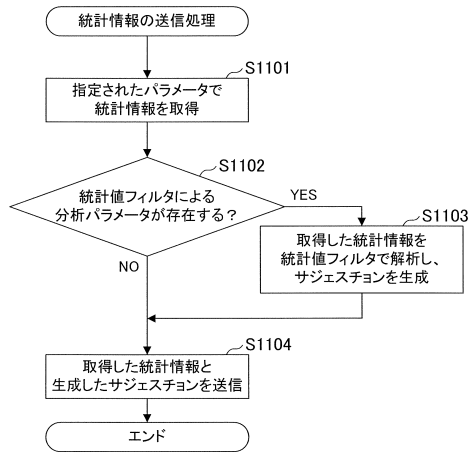 統計情報の送信処理
S1101
指定されたパラメータで
統計情報を取得
S1102
統計値フィルタによる
分析パラメータが存在する？
YES
S1103
取得した統計情報を
統計値フィルタで解析し、
サジェスチョンを生成
NO
S1104
取得した統計情報と
生成したサジェスチョンを送信
エンド